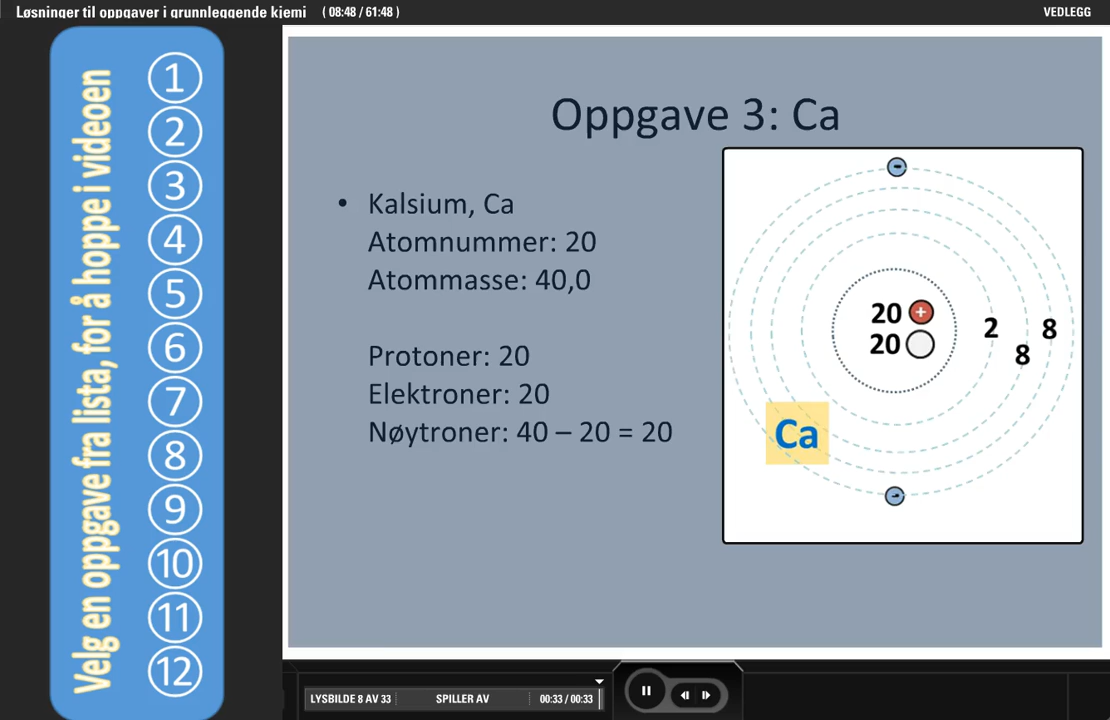 Løsninger til oppgaver i grunnleggende kjemi ( 08:48 / 61:48 )
VEDLEGG
Velg en oppgave fra lista, for å hoppe i videoen
1
2
3
4
5
6
7
8
9
10
11
12
Oppgave 3: Ca
• Kalsium, Ca
Atomnummer: 20
Atommasse: 40,0
Protoner: 20
Elektroner: 20
Nøytroner: 40 – 20 = 20
-
20 +
20
2
8
8
Ca
-
LYSBILDE 8 AV 33
SPILLER AV
00:33 / 00:33